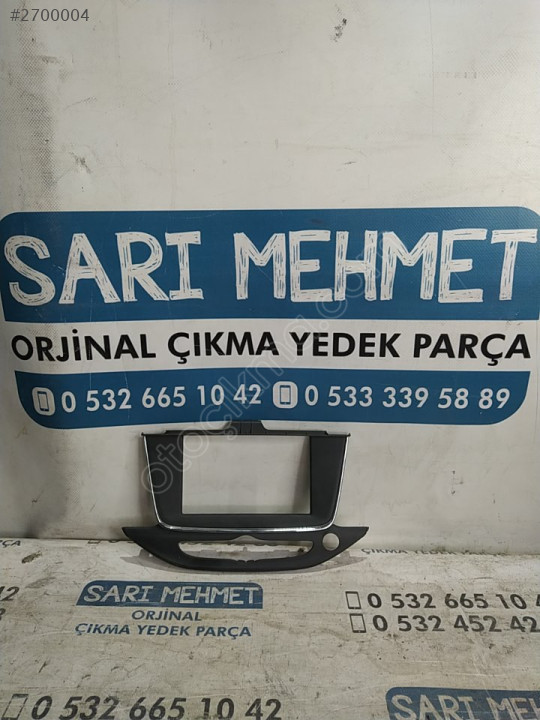 #2700004
SARI MEHMET
ORJİNAL ÇIKMA YEDEK PARÇA
0 532 665 10 42 0 533 339 58 89
SARI MEHMET
ORJİNAL
ÇIKMA YEDEK PARÇA
0 532 665 10 4
0 532 452 42
0 532 665 10 42
SARI MEHMET